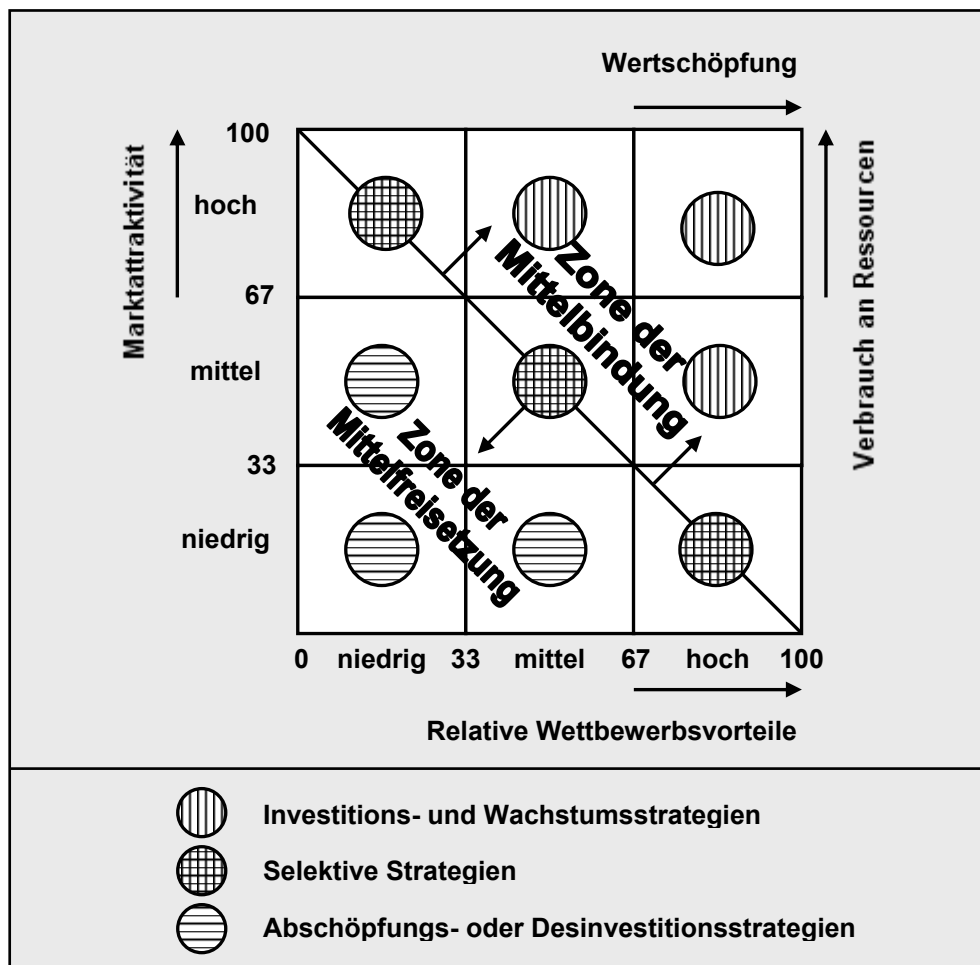 Wertschöpfung
Marktattraktivität
Verbrauch an Ressourcen
100
hoch
67
mittel
33
niedrig
Zone der
Mittelbindung
Zone der
Mittelfreisetzung
0 niedrig 33 mittel 67 hoch 100
Relative Wettbewerbsvorteile
Investitions- und Wachstumsstrategien
Selektive Strategien
Abschöpfungs- oder Desinvestitionsstrategien